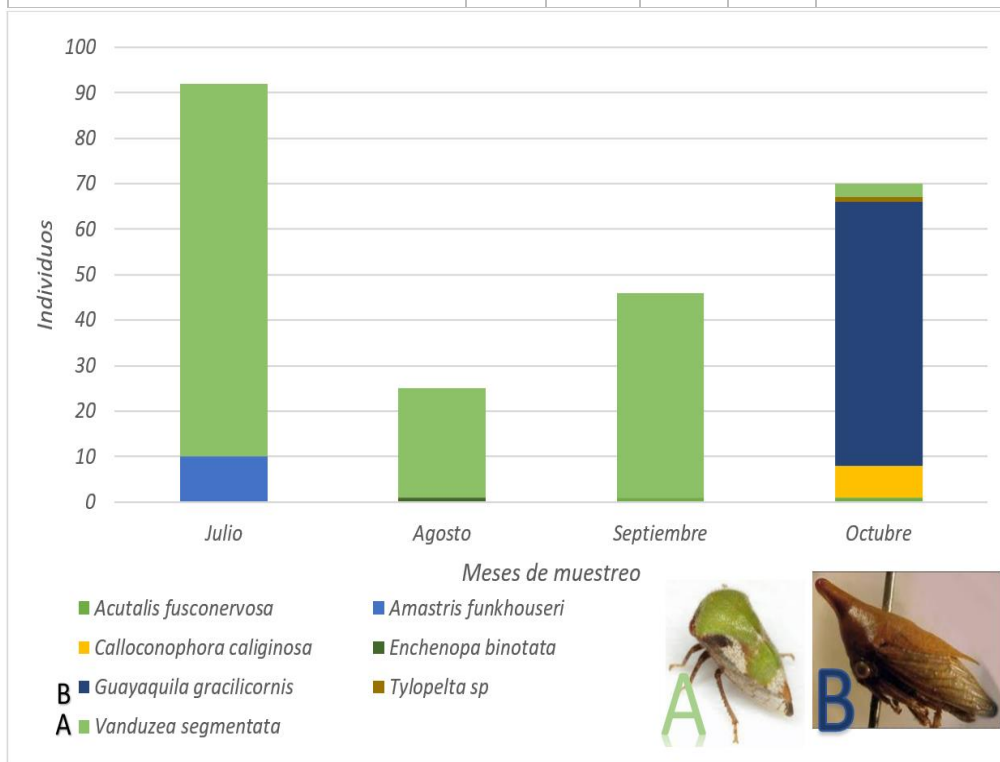 100
90
80
70
60
50
40
30
20
10
0
Individuos
Julio Agosto Septiembre Octubre
Meses de muestreo
Acutalis fusconervosa Amastris funkhouseri
Calloconophora caliginosa Enchenopa binotata
B Guayaquila gracilicornis Tylopelta sp
A Vanduzea segmentata
A B